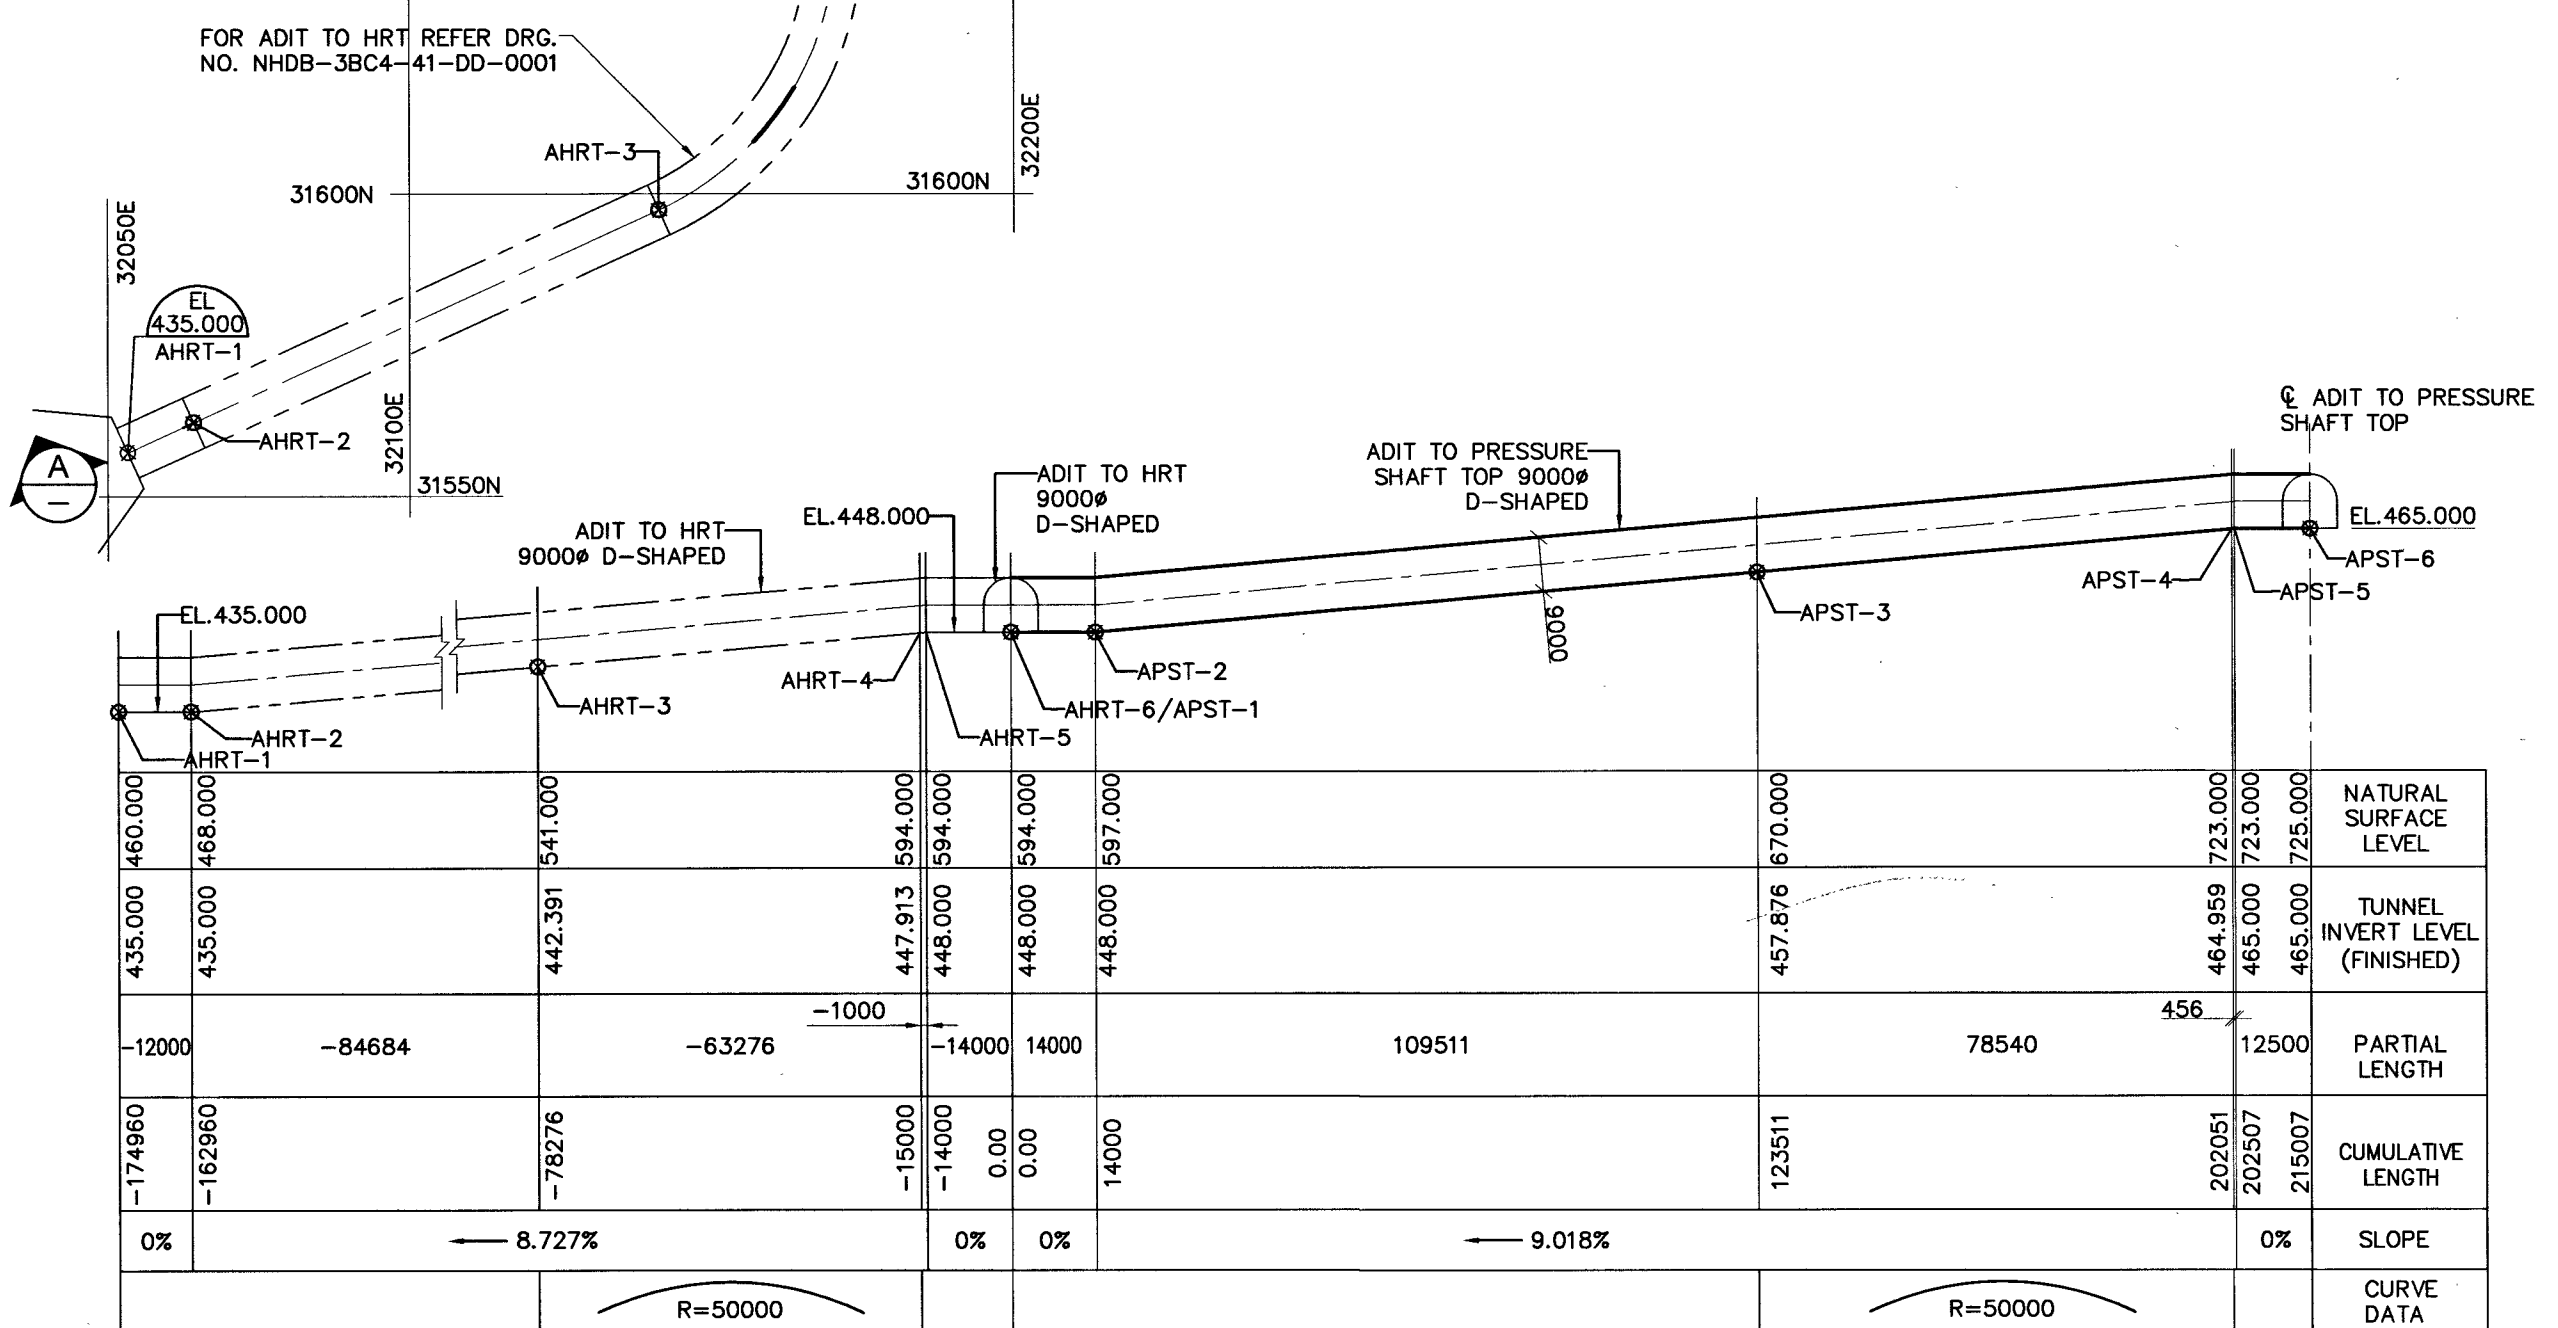 FOR ADIT TO HRT REFER DRG.
NO. NHDB-3BC4-41-DD-0001
AHRT-3
31600N
31600N
32200E
32050E
EL
435.000
AHRT-1
AHRT-2
32100E
31550N
A
–
℄ ADIT TO PRESSURE
SHAFT TOP
ADIT TO HRT
9000ø
D-SHAPED
EL.448.000
ADIT TO HRT
9000ø D-SHAPED
ADIT TO PRESSURE
SHAFT TOP 9000ø
D-SHAPED
EL.465.000
APST-6
APST-4
APST-5
APST-3
9000
EL.435.000
APST-2
AHRT-4
AHRT-6/APST-1
AHRT-3
AHRT-5
AHRT-2
AHRT-1
460.000 468.000 541.000 594.000 594.000 594.000 597.000 670.000 723.000 723.000 725.000
NATURAL
SURFACE
LEVEL
435.000 435.000 442.391 447.913 448.000 448.000 448.000 457.876 464.959 465.000 465.000
TUNNEL
INVERT LEVEL
(FINISHED)
-1000
456
-12000 -84684 -63276 -14000 14000 109511 78540 12500
PARTIAL
LENGTH
-174960 -162960 -78276 -15000 -14000 0.00 0.00 14000 123511 202051 202507 215007
CUMULATIVE
LENGTH
0% 8.727% 0% 0% 9.018% 0% SLOPE
R=50000 R=50000
CURVE
DATA